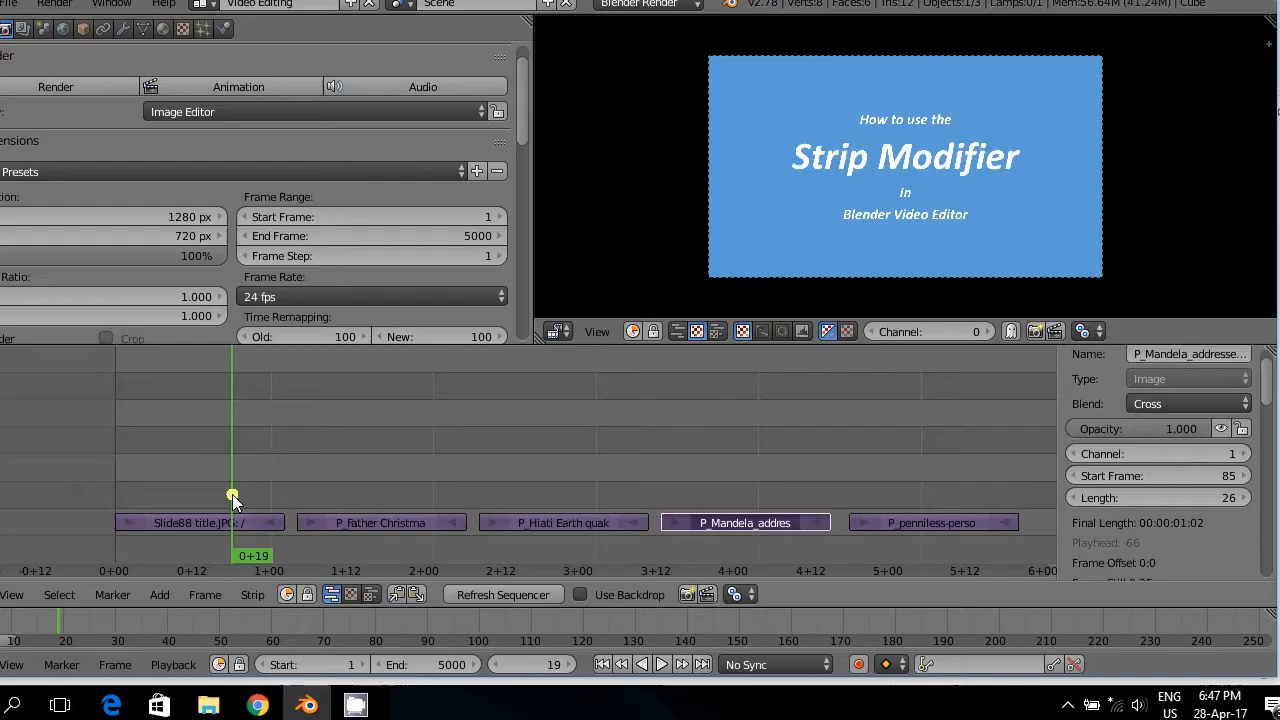 File Render Window Help Video Editing Scene Blender Render v2.78 | Verts:8 | Faces:6 | Tris:12 | Objects:1/3 | Lamps:0/1 | Mem:56.64M (41.24M) | Cube
Render Animation Audio
Image Editor
Presets
Frame Range:
1280 px Start Frame: 1
720 px End Frame: 5000
100% Frame Step: 1
Ratio: Frame Rate:
1.000 24 fps
1.000 Time Remapping:
Crop Old: 100 New: 100
How to use the
Strip Modifier
in
Blender Video Editor
View Channel: 0
Name: P_Mandela_addresse...
Type: Image
Blend: Cross
Opacity: 1.000
Channel: 1
Start Frame: 85
Length: 26
Final Length: 00:00:01:02
Playhead: -66
Frame Offset 0:0
Slide88 title.JPG: / P_Father Christma P_Hiati Earth quak P_Mandela_addres P_penniless-perso
0+19
-0+12 0+00 0+12 1+00 1+12 2+00 2+12 3+00 3+12 4+00 4+12 5+00 5+12 6+00
View Select Marker Add Frame Strip Refresh Sequencer Use Backdrop
10 20 30 40 50 60 70 80 90 100 110 120 130 140 150 160 170 180 190 200 210 220 230 240 250
View Marker Frame Playback Start: 1 End: 5000 19 No Sync
ENG 6:47 PM
US 28-Apr-17